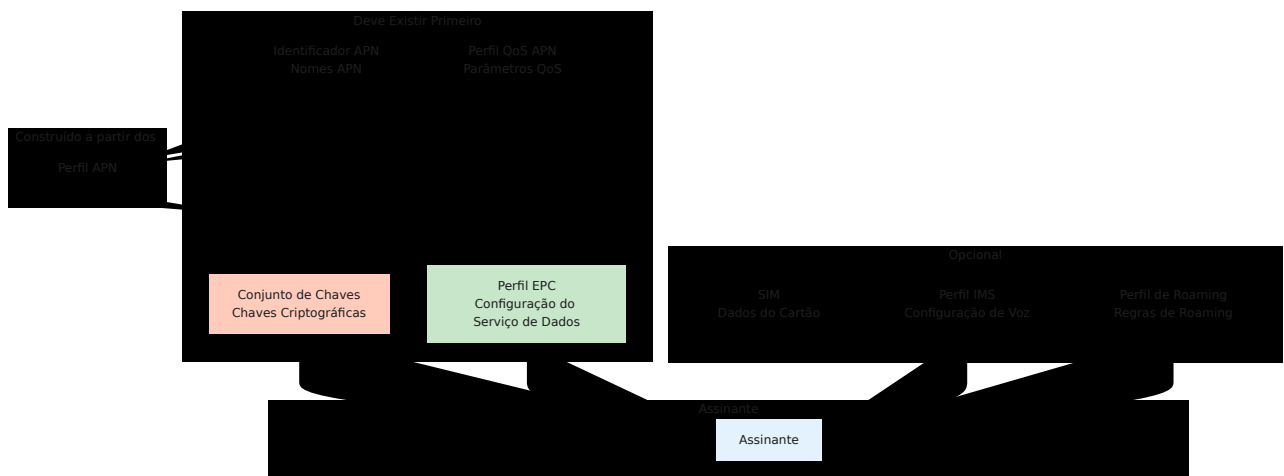 Deve Existir Primeiro
Identificador APN
Nomes APN
Perfil QoS APN
Parâmetros QoS
Construído a partir dos
Perfil APN
Conjunto de Chaves
Chaves Criptográficas
Perfil EPC
Configuração do
Serviço de Dados
Opcional
SIM
Dados do Cartão
Perfil IMS
Configuração de Voz
Perfil de Roaming
Regras de Roaming
Assinante
Assinante